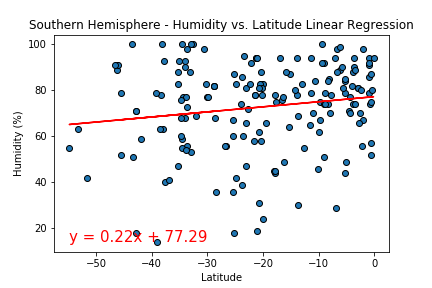 Southern Hemisphere - Humidity vs. Latitude Linear Regression
100
80
60
40
20
Humidity (%)
y = 0.22x + 77.29
−50 −40 −30 −20 −10 0
Latitude